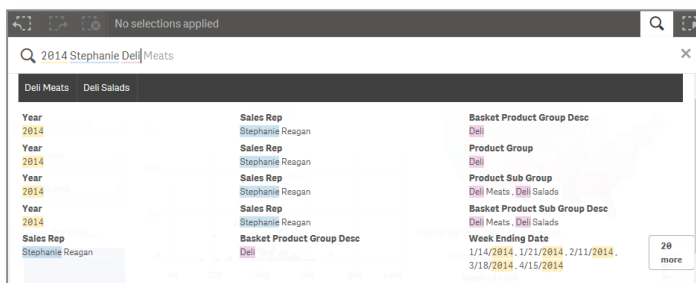 No selections applied
2014 Stephanie Deli Meats
Deli Meats Deli Salads
Year Sales Rep Basket Product Group Desc
2014 Stephanie Reagan Deli
Year Sales Rep Product Group
2014 Stephanie Reagan Deli
Year Sales Rep Product Sub Group
2014 Stephanie Reagan Deli Meats , Deli Salads
Year Sales Rep Basket Product Sub Group Desc
2014 Stephanie Reagan Deli Meats , Deli Salads
Sales Rep Basket Product Group Desc Week Ending Date
Stephanie Reagan Deli 1/14/2014 , 1/21/2014 , 2/11/2014 ,
3/18/2014 , 4/15/2014
20
more